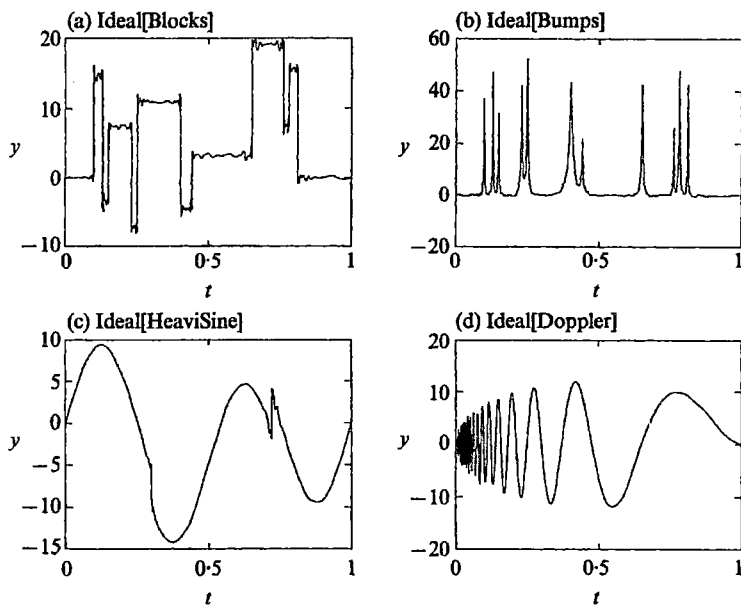 (a) Ideal[Blocks]
20
10
0
−10
y
0
0·5
1
t
(b) Ideal[Bumps]
60
40
20
0
−20
y
0
0·5
1
t
(c) Ideal[HeaviSine]
10
5
0
−5
−10
−15
y
0
0·5
1
t
(d) Ideal[Doppler]
20
10
0
−10
−20
y
0
0·5
1
t